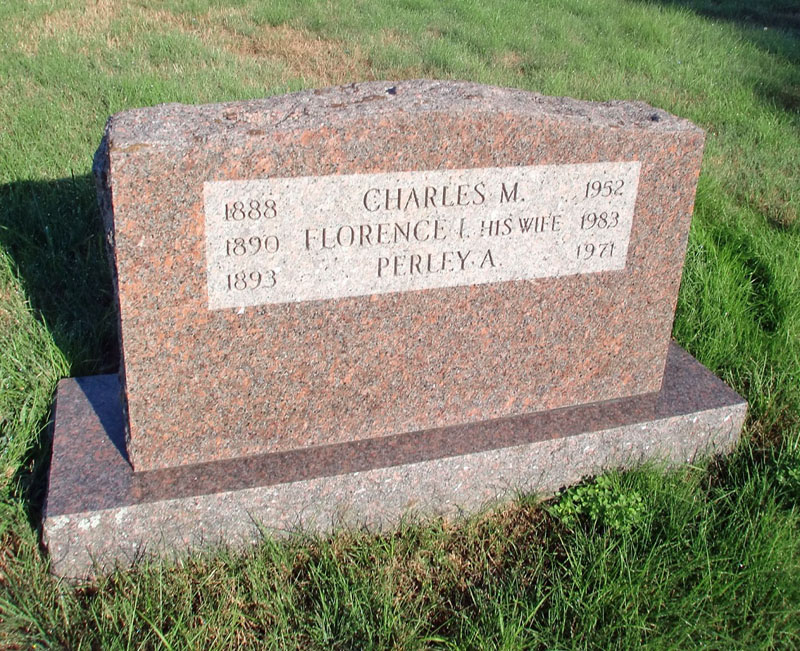 1888 CHARLES M. 1952
1890 FLORENCE I. HIS WIFE 1983
1893 PERLEY A. 1971